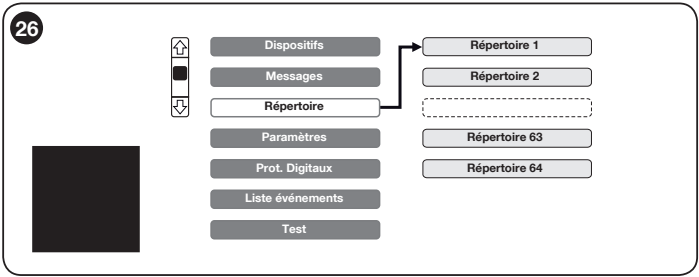 26
Dispositifs
Messages
Répertoire
Paramètres
Prot. Digitaux
Liste événements
Test
Répertoire 1
Répertoire 2
Répertoire 63
Répertoire 64